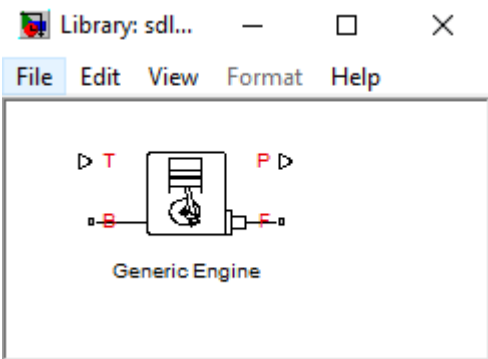 Library: sdl...
File Edit View Format Help
T P
B F
Generic Engine